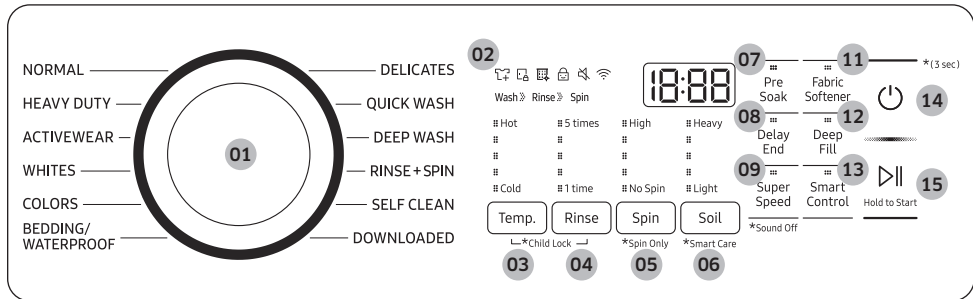 NORMAL
HEAVY DUTY
ACTIVEWEAR
WHITES
COLORS
BEDDING/
WATERPROOF
01
DELICATES
QUICK WASH
DEEP WASH
RINSE+SPIN
SELF CLEAN
DOWNLOADED
02
Wash Rinse Spin
18:88
Hot 5 times High Heavy
Cold 1 time No Spin Light
Temp. Rinse Spin Soil
*Child Lock *Spin Only *Smart Care
03 04 05 06
07
Pre
Soak
11
Fabric
Softener
08
Delay
End
12
Deep
Fill
09
Super
Speed
*Sound Off
13
Smart
Control
*(3 sec)
14
15
Hold to Start